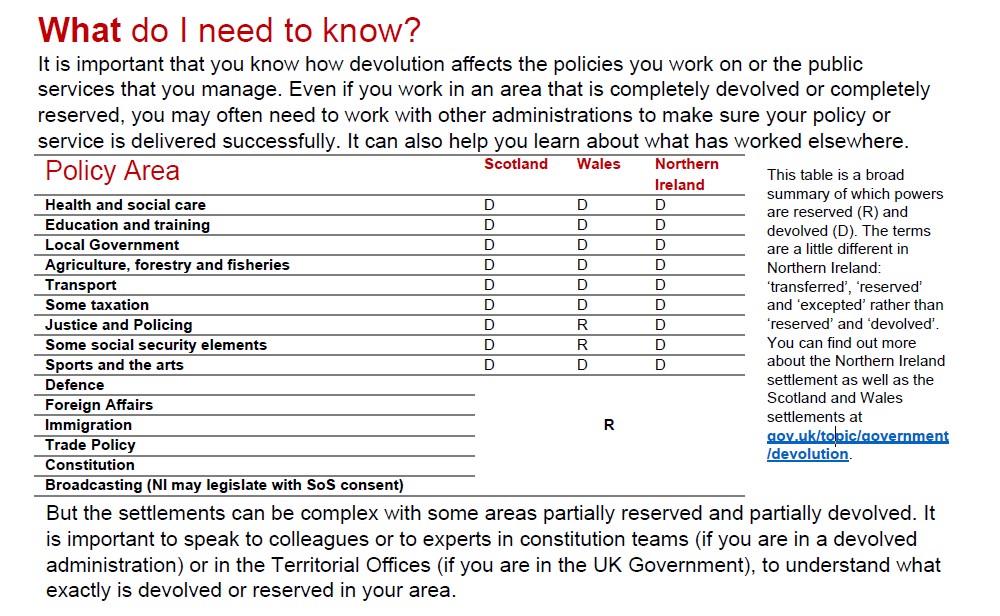 What do I need to know?
It is important that you know how devolution affects the policies you work on or the public
services that you manage. Even if you work in an area that is completely devolved or completely
reserved, you may often need to work with other administrations to make sure your policy or
service is delivered successfully. It can also help you learn about what has worked elsewhere.
Policy Area Scotland Wales Northern
Ireland
Health and social care D D D
Education and training D D D
Local Government D D D
Agriculture, forestry and fisheries D D D
Transport D D D
Some taxation D D D
Justice and Policing D R D
Some social security elements D R D
Sports and the arts D D D
Defence
Foreign Affairs
Immigration R
Trade Policy
Constitution
Broadcasting (NI may legislate with SoS consent)
This table is a broad
summary of which powers
are reserved (R) and
devolved (D). The terms
are a little different in
Northern Ireland:
‘transferred’, ‘reserved’
and ‘excepted’ rather than
‘reserved’ and ‘devolved’.
You can find out more
about the Northern Ireland
settlement as well as the
Scotland and Wales
settlements at
gov.uk/topic/government
/devolution.
But the settlements can be complex with some areas partially reserved and partially devolved. It
is important to speak to colleagues or to experts in constitution teams (if you are in a devolved
administration) or in the Territorial Offices (if you are in the UK Government), to understand what
exactly is devolved or reserved in your area.